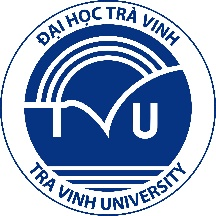 ĐẠI HỌC TRÀ VINH
TVU
TRA VINH UNIVERSITY